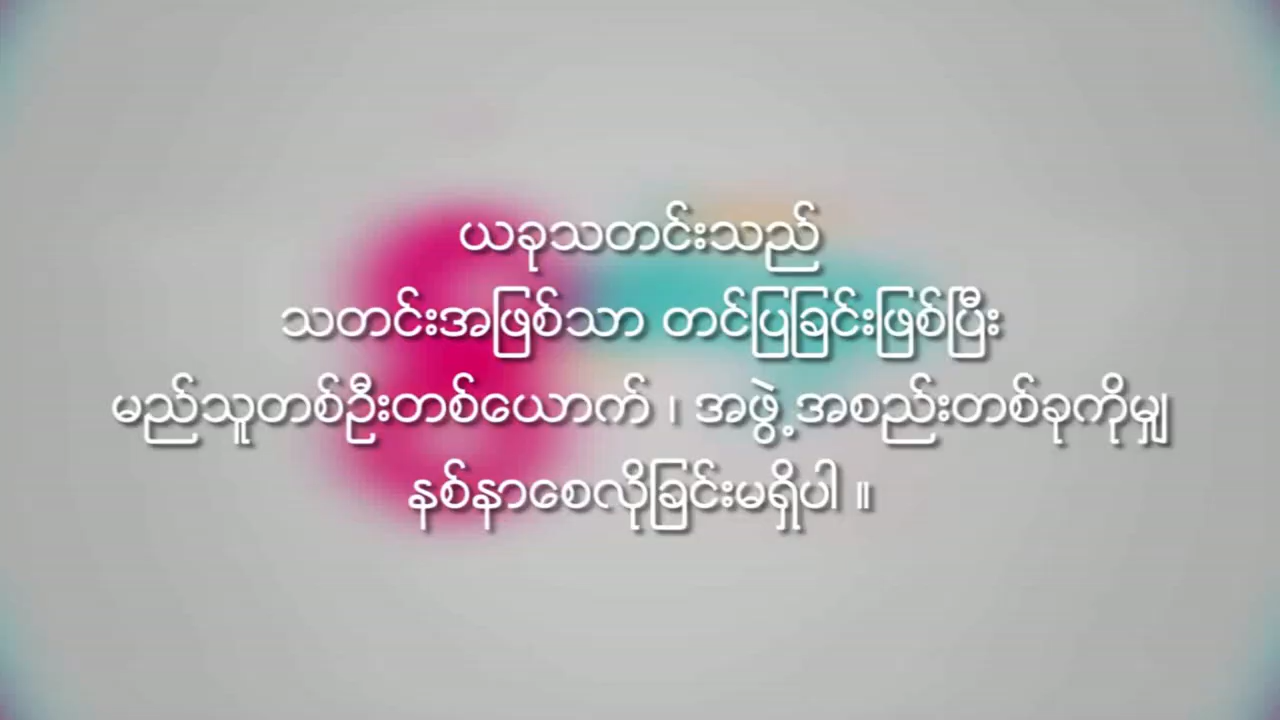 ယခုသတင်းသည်
သတင်းအဖြစ်သာ တင်ပြခြင်းဖြစ်ပြီး
မည်သူတစ်ဦးတစ်ယောက် ၊ အဖွဲ့အစည်းတစ်ခုကိုမျှ
နစ်နာစေလိုခြင်းမရှိပါ ။